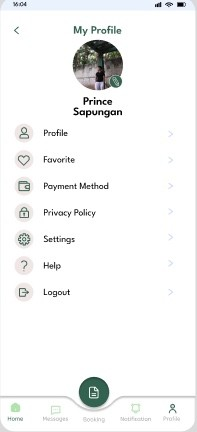 16:04
My Profile
Prince
Sapungan
Profile
Favorite
Payment Method
Privacy Policy
Settings
Help
Logout
Home Messages Booking Notification Profile